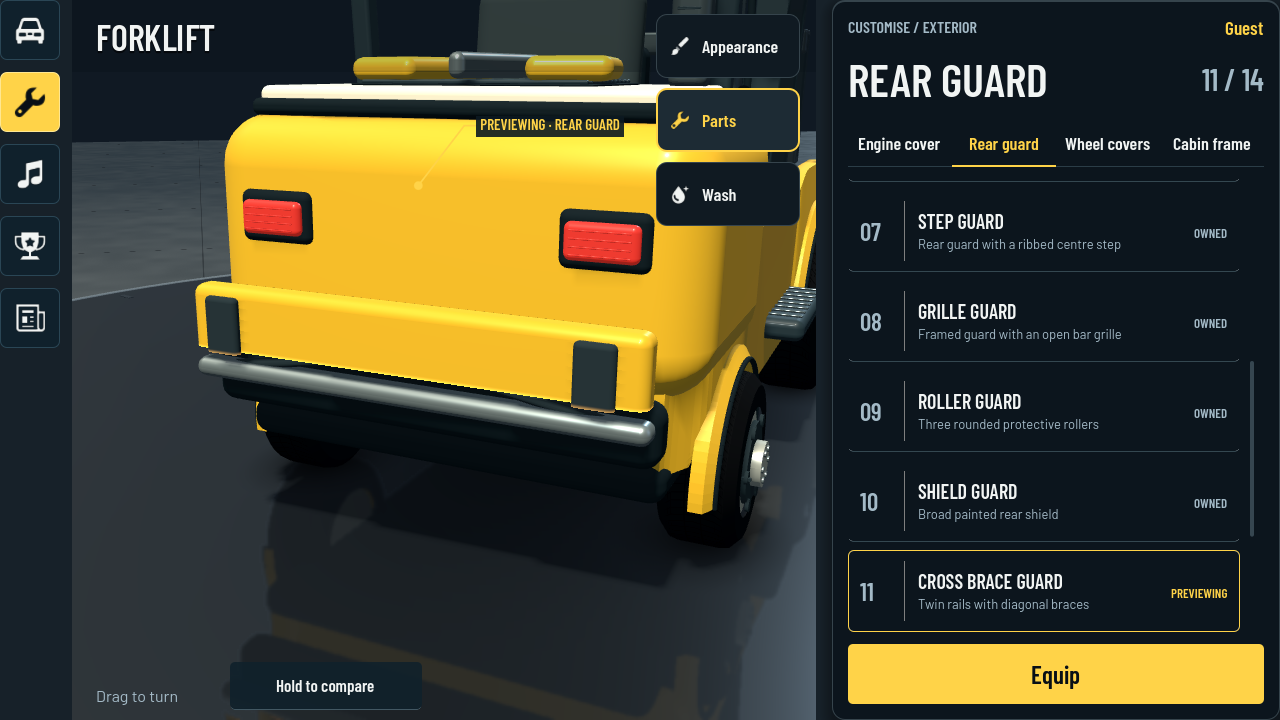 FORKLIFT
PREVIEWING · REAR GUARD
Appearance
Parts
Wash
Drag to turn
Hold to compare
CUSTOMISE / EXTERIOR
Guest
REAR GUARD
11 / 14
Engine cover
Rear guard
Wheel covers
Cabin frame
07
STEP GUARD
Rear guard with a ribbed centre step
OWNED
08
GRILLE GUARD
Framed guard with an open bar grille
OWNED
09
ROLLER GUARD
Three rounded protective rollers
OWNED
10
SHIELD GUARD
Broad painted rear shield
OWNED
11
CROSS BRACE GUARD
Twin rails with diagonal braces
PREVIEWING
Equip